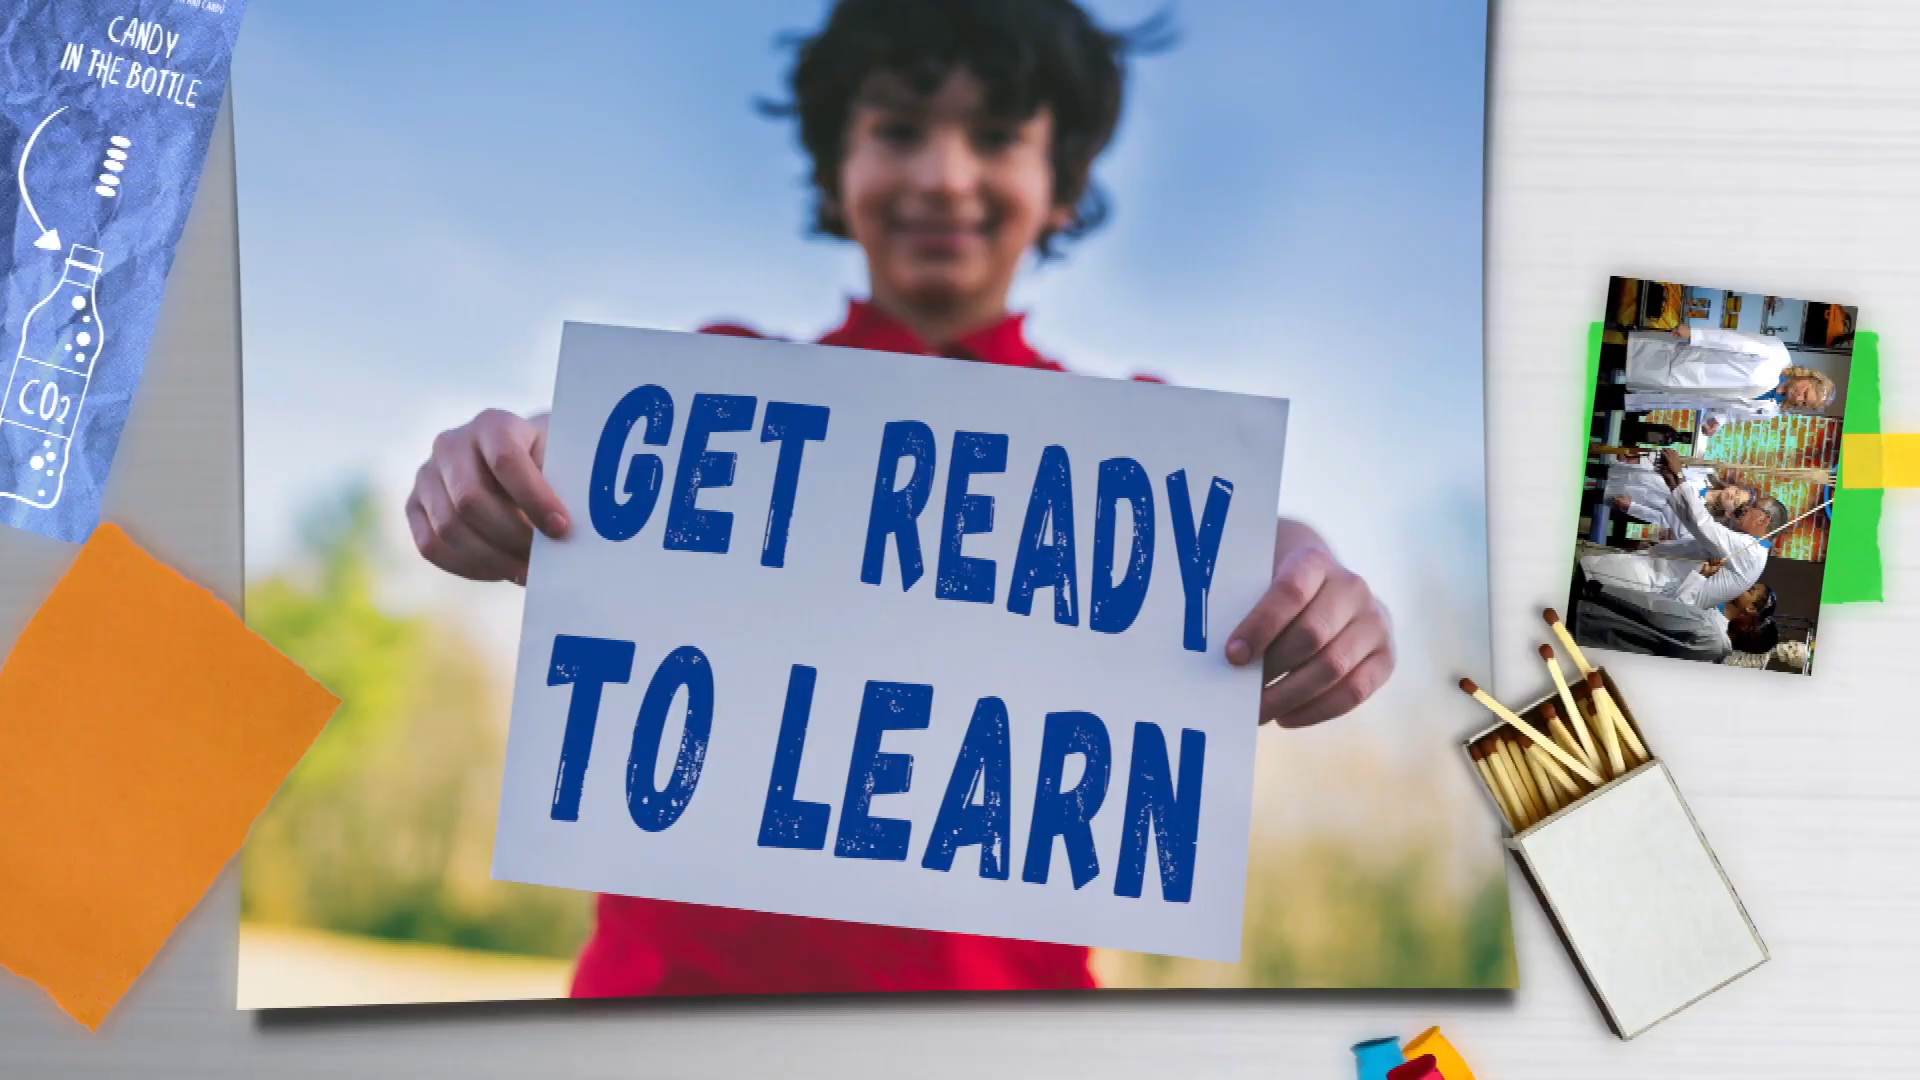 CANDY
IN THE BOTTLE
CO2
GET READY
TO LEARN